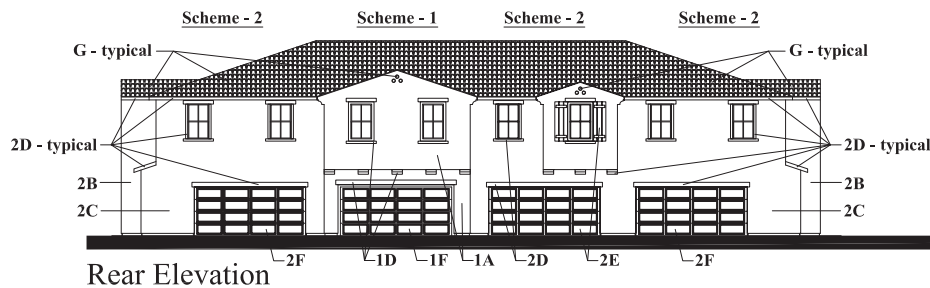 Scheme - 2 Scheme - 1 Scheme - 2 Scheme - 2
G - typical G - typical
2D - typical 2D - typical
2B 2B
2C 2C
2F 1D 1F 1A 2D 2E 2F
Rear Elevation